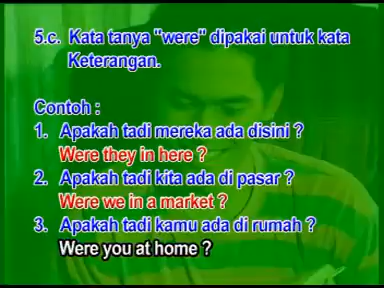 5.c. Kata tanya "were" dipakai untuk kata
Keterangan.
Contoh :
1. Apakah tadi mereka ada disini ?
Were they in here ?
2. Apakah tadi kita ada di pasar ?
Were we in a market ?
3. Apakah tadi kamu ada di rumah ?
Were you at home ?